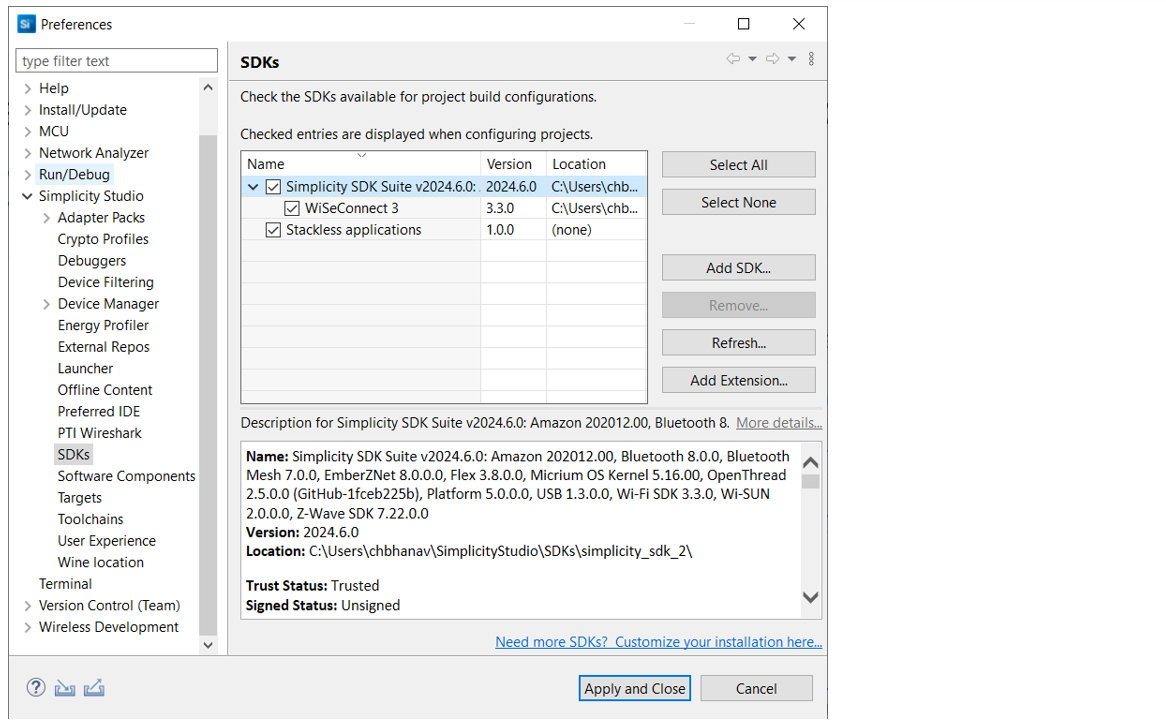 Si Preferences
type filter text
Help
Install/Update
MCU
Network Analyzer
Run/Debug
Simplicity Studio
Adapter Packs
Crypto Profiles
Debuggers
Device Filtering
Device Manager
Energy Profiler
External Repos
Launcher
Offline Content
Preferred IDE
PTI Wireshark
SDKs
Software Components
Targets
Toolchains
User Experience
Wine location
Terminal
Version Control (Team)
Wireless Development
SDKs
Check the SDKs available for project build configurations.
Checked entries are displayed when configuring projects.
Name Version Location
Simplicity SDK Suite v2024.6.0: 2024.6.0 C:\Users\chb...
WiSeConnect 3 3.3.0 C:\Users\chb...
Stackless applications 1.0.0 (none)
Select All
Select None
Add SDK...
Remove...
Refresh...
Add Extension...
Description for Simplicity SDK Suite v2024.6.0: Amazon 202012.00, Bluetooth 8. More details...
Name: Simplicity SDK Suite v2024.6.0: Amazon 202012.00, Bluetooth 8.0.0, Bluetooth
Mesh 7.0.0, EmberZNet 8.0.0.0, Flex 3.8.0.0, Micrium OS Kernel 5.16.00, OpenThread
2.5.0.0 (GitHub-1fceb225b), Platform 5.0.0.0, USB 1.3.0.0, Wi-Fi SDK 3.3.0, Wi-SUN
2.0.0.0, Z-Wave SDK 7.22.0.0
Version: 2024.6.0
Location: C:\Users\chbhanav\SimplicityStudio\SDKs\simplicity_sdk_2\
Trust Status: Trusted
Signed Status: Unsigned
Need more SDKs? Customize your installation here...
? Apply and Close Cancel